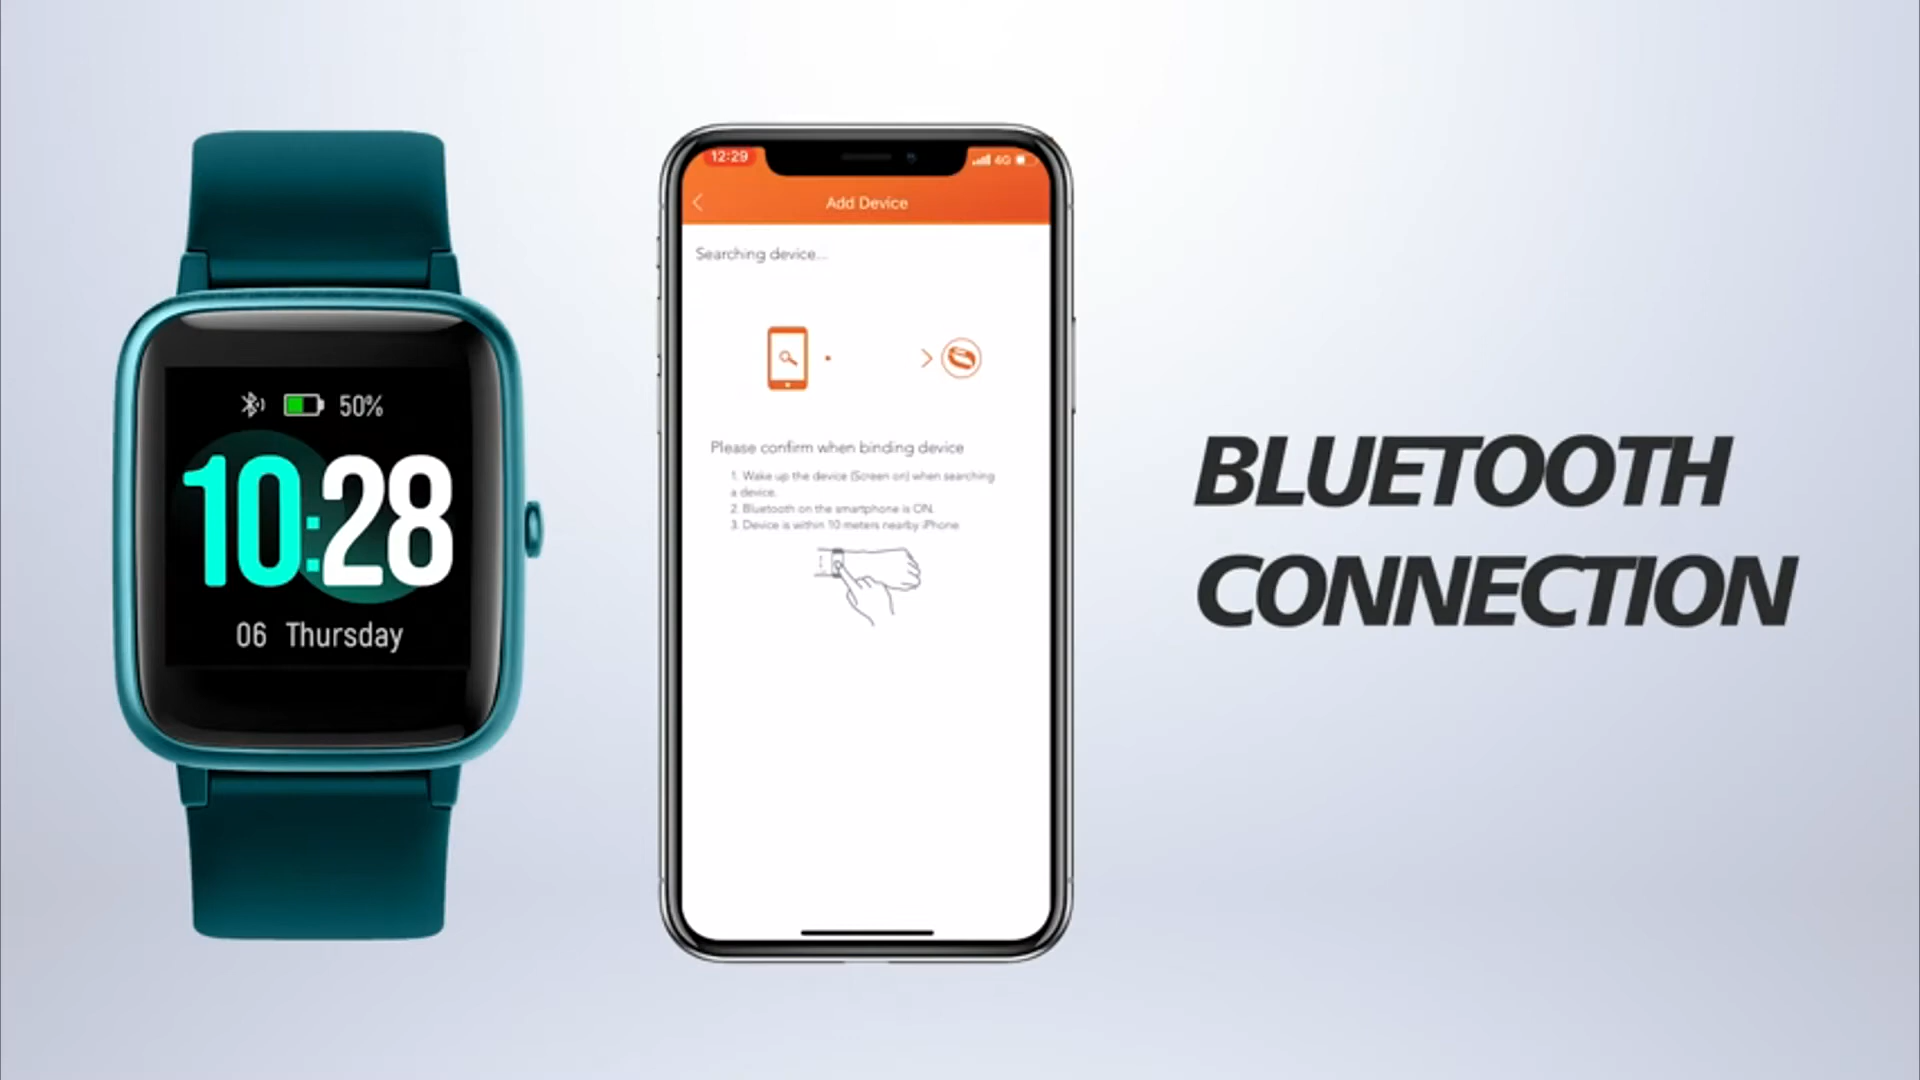 50%
10:28
06 Thursday
12:29
4G
Add Device
Searching device...
Please confirm when binding device
1. Wake up the device (Screen on) when searching
a device.
2. Bluetooth on the smartphone is ON.
3. Device is within 10 meters nearby iPhone
BLUETOOTH
CONNECTION